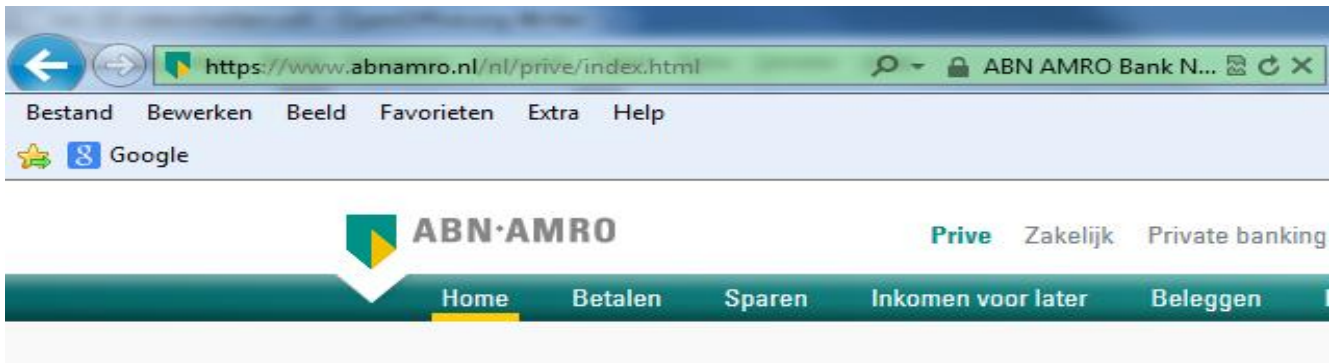 https://www.abnamro.nl/nl/prive/index.html ABN AMRO Bank N...
Bestand Bewerken Beeld Favorieten Extra Help
Google
ABN·AMRO
Prive Zakelijk Private banking
Home Betalen Sparen Inkomen voor later Beleggen